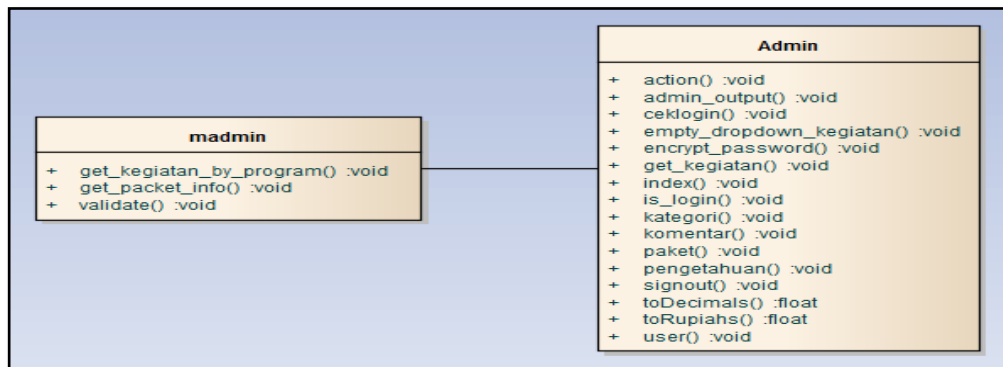 madmin
+ get_kegiatan_by_program() :void
+ get_packet_info() :void
+ validate() :void
Admin
+ action() :void
+ admin_output() :void
+ ceklogin() :void
+ empty_dropdown_kegiatan() :void
+ encrypt_password() :void
+ get_kegiatan() :void
+ index() :void
+ is_login() :void
+ kategori() :void
+ komentar() :void
+ paket() :void
+ pengetahuan() :void
+ signout() :void
+ toDecimals() :float
+ toRupiahs() :float
+ user() :void